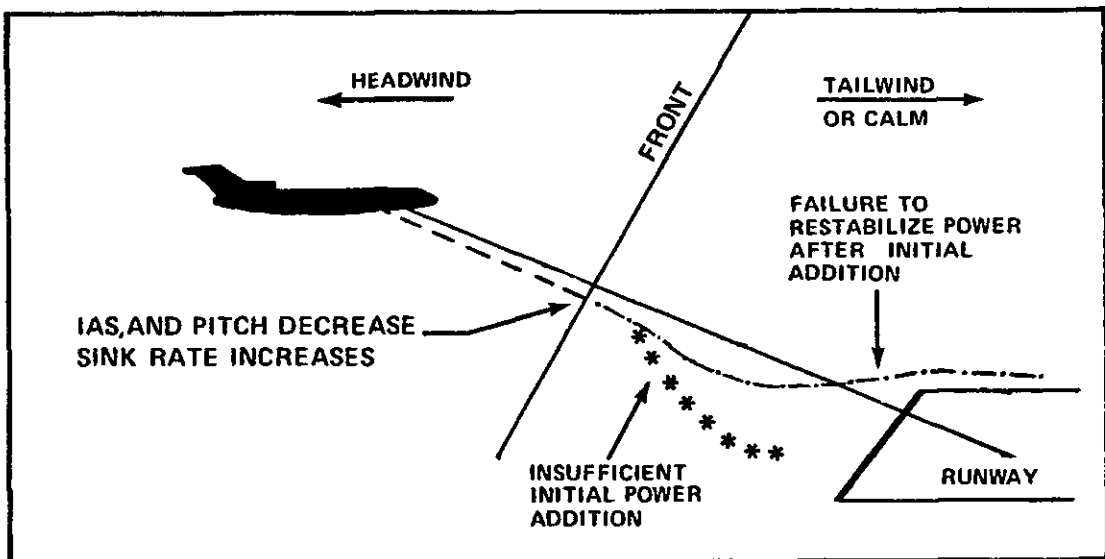 HEADWIND
FRONT
TAILWIND
OR CALM
FAILURE TO
RESTABILIZE POWER
AFTER INITIAL
ADDITION
IAS,AND PITCH DECREASE
SINK RATE INCREASES
INSUFFICIENT
INITIAL POWER
ADDITION
RUNWAY